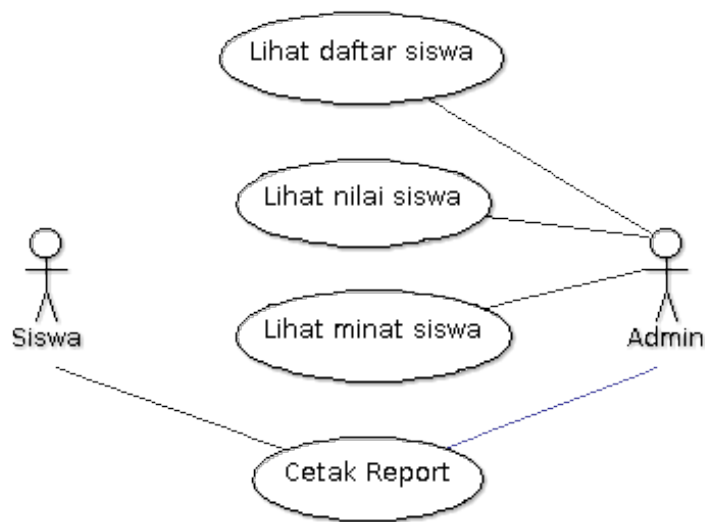 Lihat daftar siswa
Lihat nilai siswa
Siswa
Lihat minat siswa
Admin
Cetak Report